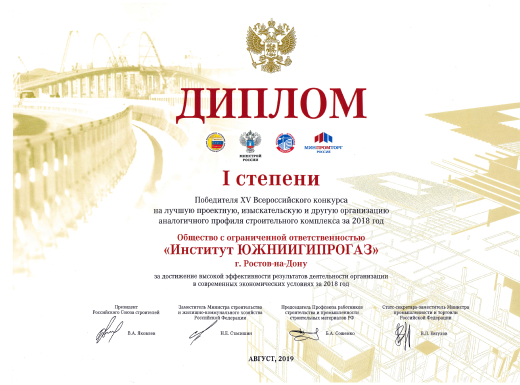 ДИПЛОМ
МИНСТРОЙ
РОССИИ
МИНПРОМТОРГ
РОССИИ
I степени
Победителя XV Всероссийского конкурса
на лучшую проектную, изыскательскую и другую организацию
аналогичного профиля строительного комплекса за 2018 год
Общество с ограниченной ответственностью
«Институт ЮЖНИИГИПРОГАЗ»
г. Ростов-на-Дону
за достижение высокой эффективности результатов деятельности организации
в современных экономических условиях за 2018 год
Президент
Российского Союза строителей
В.А. Яковлев
Заместитель Министра строительства
и жилищно-коммунального хозяйства
Российской Федерации
Н.Е. Стасишин
Председатель Профсоюза работников
строительства и промышленности
строительных материалов РФ
Б.А. Сошенко
Статс-секретарь-заместитель Министра
промышленности и торговли
Российской Федерации
В.Л. Евтухов
АВГУСТ, 2019